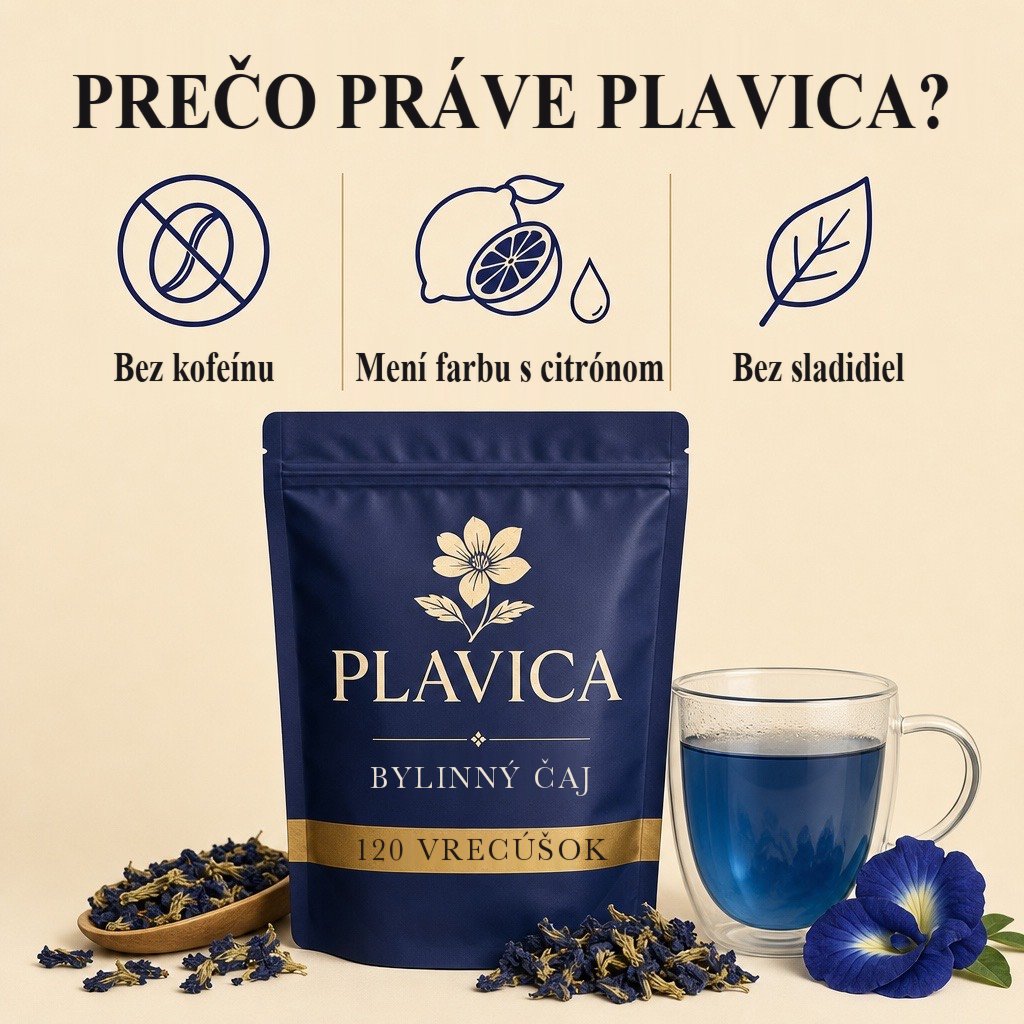 PREČO PRÁVE PLAVICA?
Bez kofeínu
Mení farbu s citrónom
Bez sladidiel
PLAVICA
BYLINNÝ ČAJ
120 VRECÚŠOK